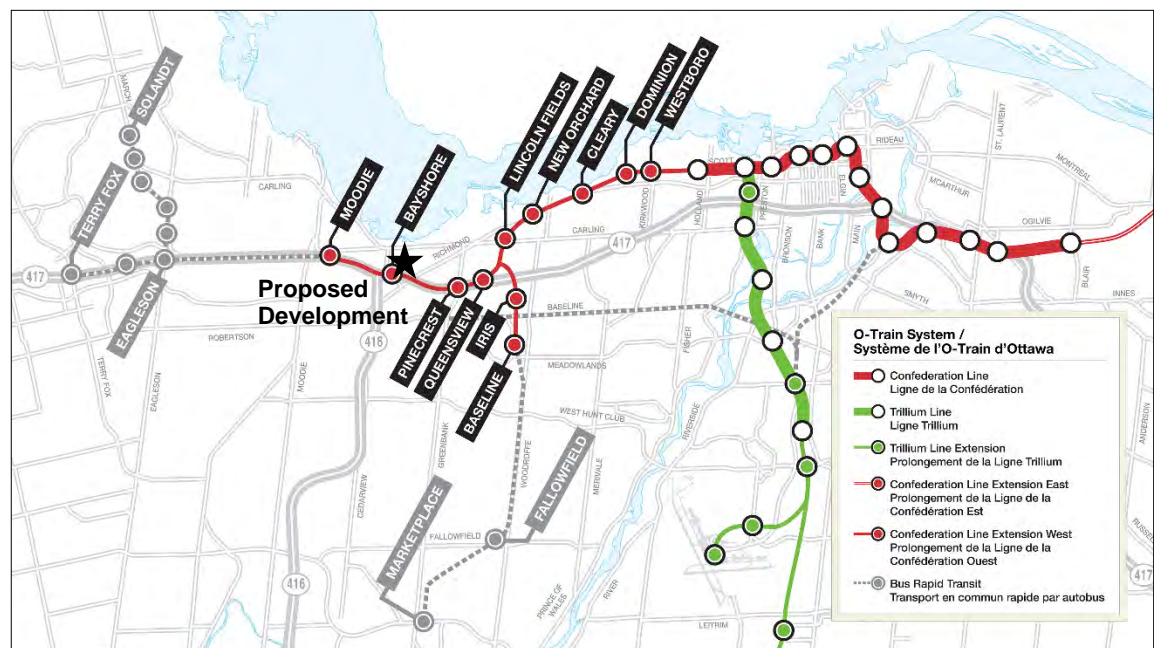 SOLANDT
TERRY FOX
EAGLESON
MOODIE
BAYSHORE
LINCOLN FIELDS
NEW ORCHARD
CLEARY
DOMINION
WESTBORO
PINECREST
QUEENSVIEW
IRIS
BASELINE
FALLOWFIELD
MARKETPLACE
Proposed
Development
MARCH
CARLING
RICHMOND
CARLING
417
417
417
418
416
ROBERTSON
TERRY FOX
EAGLESON
MOODIE
CEDARVIEW
GREENBANK
WOODROFFE
MERIVALE
FALLOWFIELD
BASELINE
MEADOWLANDS
WEST HUNT CLUB
PRINCE OF
WALES
RIVER
RIVERSIDE
FISHER
KIRKWOOD
HOLLAND
SCOTT
PRESTON
BRONSON
BANK
ELGIN
MAIN
RIDEAU
MCARTHUR
ST. LAURENT
MONTREAL
OGILVIE
BLAIR
INNES
SMYTH
ANDERSON
LEITRIM
O-Train System /
Système de l'O-Train d'Ottawa
Confederation Line
Ligne de la Confédération
Trillium Line
Ligne Trillium
Trillium Line Extension
Prolongement de la Ligne Trillium
Confederation Line Extension East
Prolongement de la Ligne de la
Confédération Est
Confederation Line Extension West
Prolongement de la Ligne de la
Confédération Ouest
Bus Rapid Transit
Transport en commun rapide par autobus